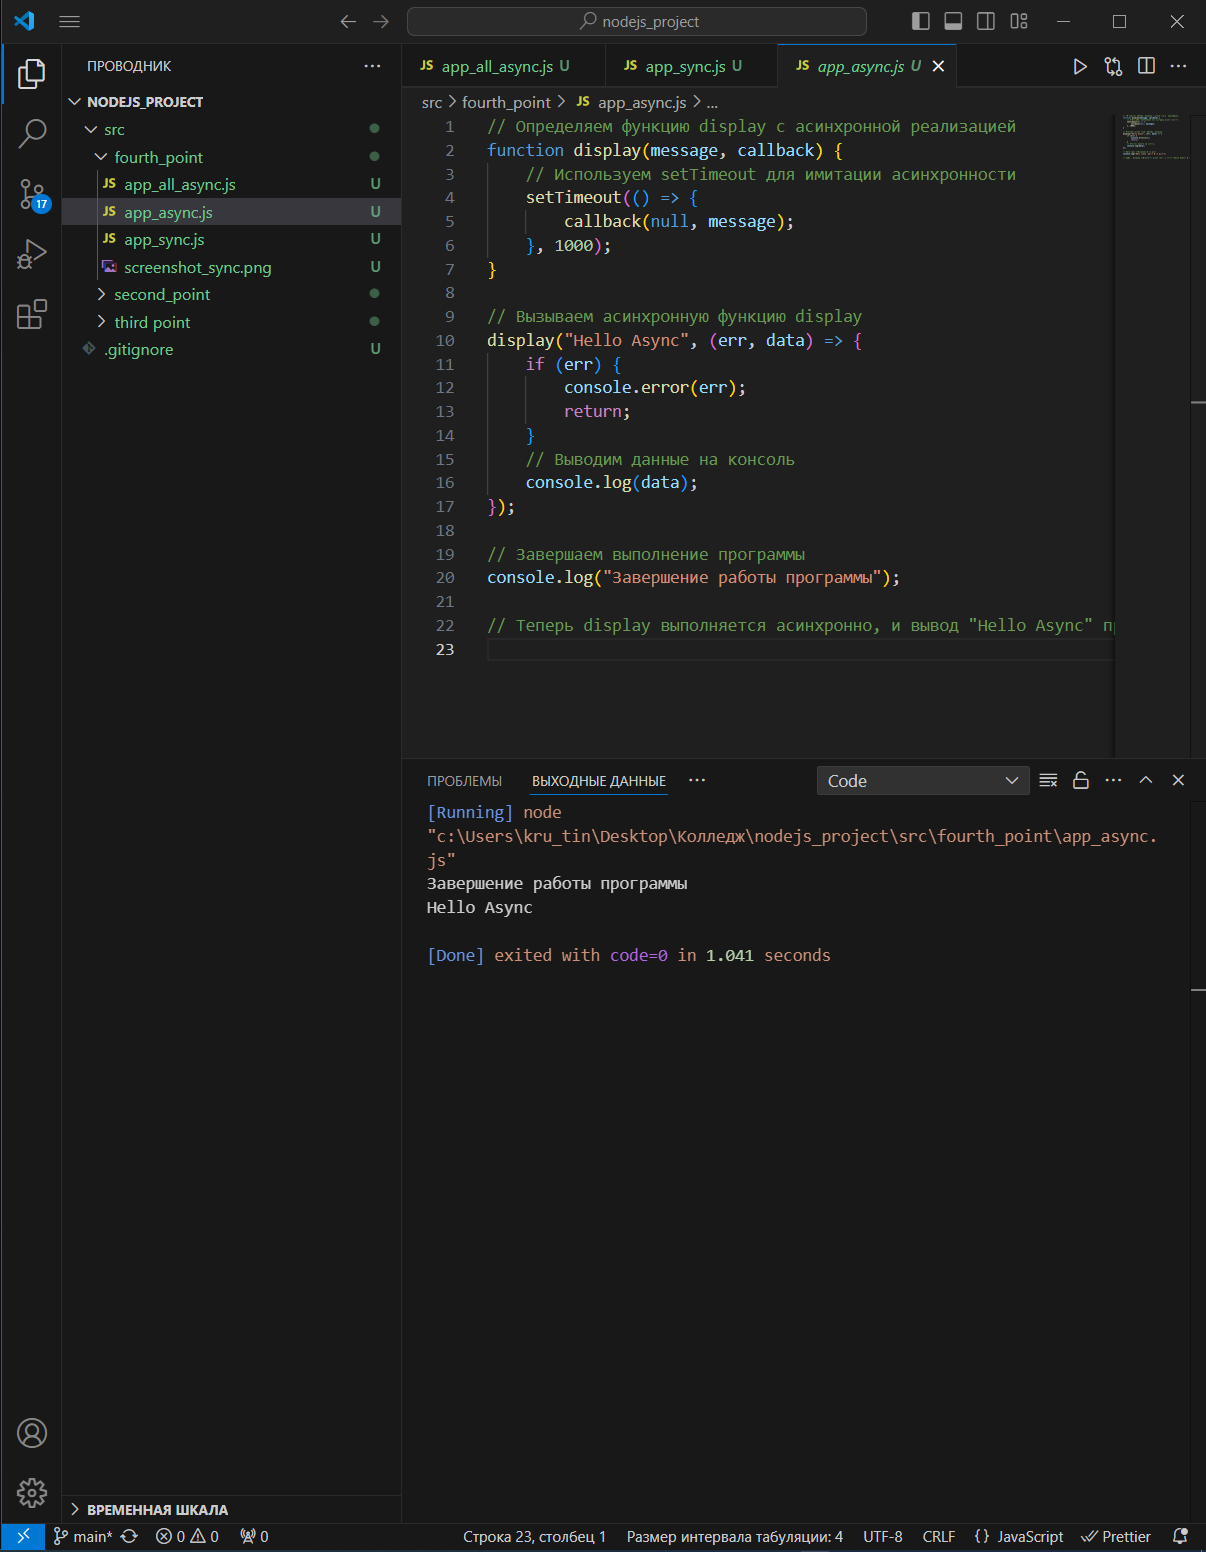 nodejs_project
ПРОВОДНИК
NODEJS_PROJECT
src
fourth_point
JS app_all_async.js U
JS app_async.js U
JS app_sync.js U
screenshot_sync.png U
second_point
third point
.gitignore U
17
ВРЕМЕННАЯ ШКАЛА
JS app_all_async.js U JS app_sync.js U JS app_async.js U
src > fourth_point > JS app_async.js > ...
1 // Определяем функцию display с асинхронной реализацией
2 function display(message, callback) {
3 // Используем setTimeout для имитации асинхронности
4 setTimeout(() => {
5 callback(null, message);
6 }, 1000);
7 }
8
9 // Вызываем асинхронную функцию display
10 display("Hello Async", (err, data) => {
11 if (err) {
12 console.error(err);
13 return;
14 }
15 // Выводим данные на консоль
16 console.log(data);
17 });
18
19 // Завершаем выполнение программы
20 console.log("Завершение работы программы");
21
22 // Теперь display выполняется асинхронно, и вывод "Hello Async" п
23
ПРОБЛЕМЫ ВЫХОДНЫЕ ДАННЫЕ ... Code
[Running] node
"c:\Users\kru_tin\Desktop\Колледж\nodejs_project\src\fourth_point\app_async.
js"
Завершение работы программы
Hello Async
[Done] exited with code=0 in 1.041 seconds
main* 0 0 0 Строка 23, столбец 1 Размер интервала табуляции: 4 UTF-8 CRLF {} JavaScript Prettier